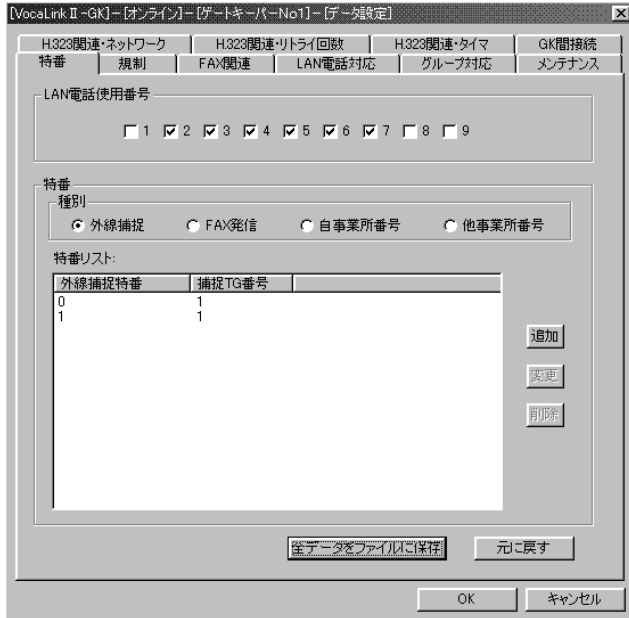 [VocaLinkⅡ-GK]-[オンライン]-[ゲートキーパーNo1]-[データ設定]
H.323関連・ネットワーク H.323関連・リトライ回数 H.323関連・タイマ GK間接続
特番 規制 FAX関連 LAN電話対応 グループ対応 メンテナンス
LAN電話使用番号
1 2 3 4 5 6 7 8 9
特番
種別
外線捕捉 FAX発信 自事業所番号 他事業所番号
特番リスト:
外線捕捉特番 捕捉TG番号
0 1
1 1
追加
変更
削除
全データをファイルに保存 元に戻す
OK キャンセル